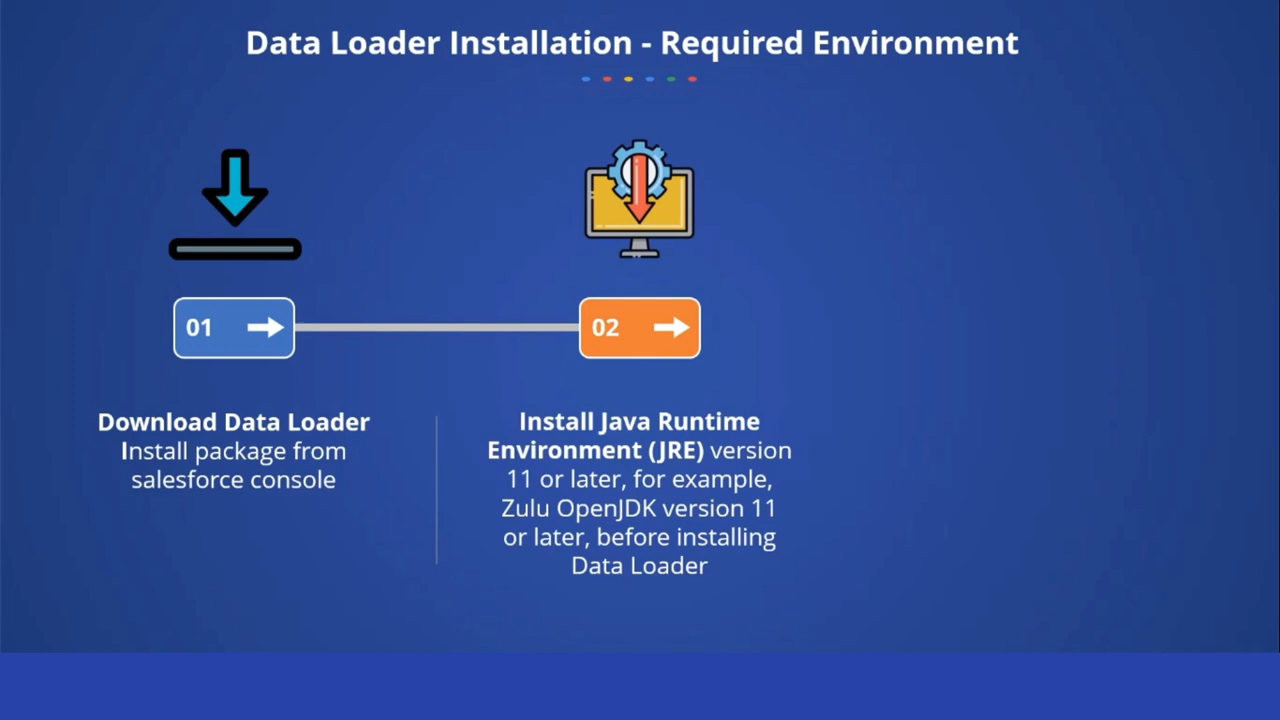 Data Loader Installation - Required Environment
01
02
Download Data Loader
Install package from
salesforce console
Install Java Runtime
Environment (JRE) version
11 or later, for example,
Zulu OpenJDK version 11
or later, before installing
Data Loader